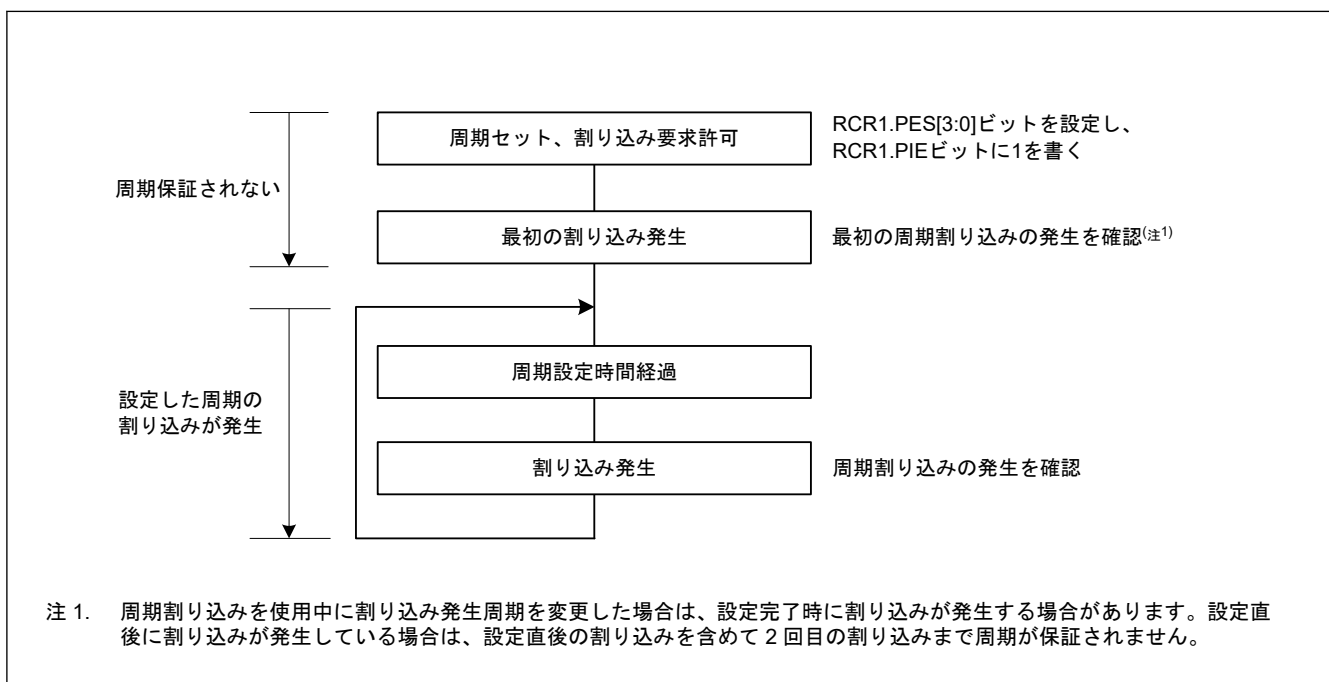 周期セット、割り込み要求許可
RCR1.PES[3:0]ビットを設定し、
RCR1.PIEビットに1を書く
周期保証されない
最初の割り込み発生
最初の周期割り込みの発生を確認(注1)
周期設定時間経過
設定した周期の
割り込みが発生
割り込み発生
周期割り込みの発生を確認
注 1. 周期割り込みを使用中に割り込み発生周期を変更した場合は、設定完了時に割り込みが発生する場合があります。設定直
後に割り込みが発生している場合は、設定直後の割り込みを含めて 2 回目の割り込みまで周期が保証されません。